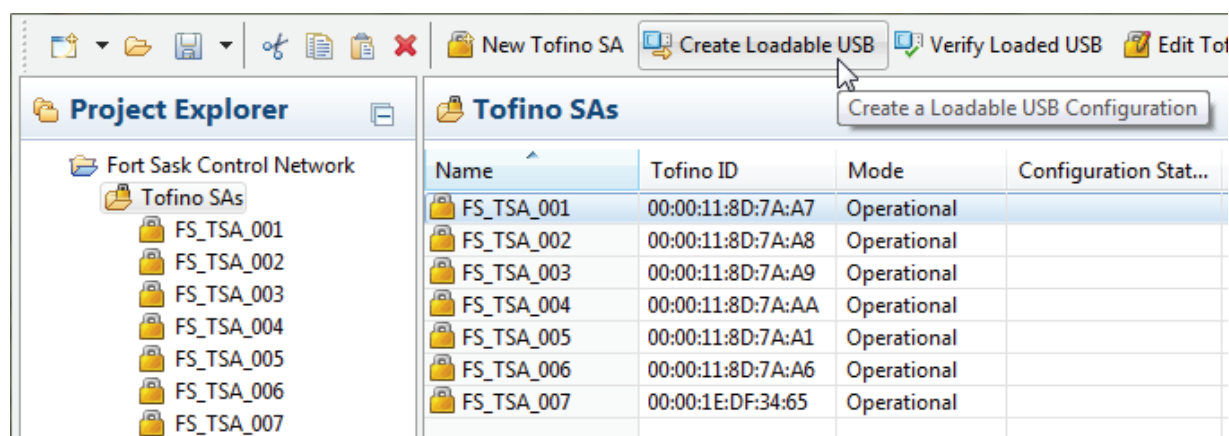 New Tofino SA Create Loadable USB Verify Loaded USB Edit Tof
Create a Loadable USB Configuration
Project Explorer
Fort Sask Control Network
Tofino SAs
FS_TSA_001
FS_TSA_002
FS_TSA_003
FS_TSA_004
FS_TSA_005
FS_TSA_006
FS_TSA_007
Tofino SAs
Name Tofino ID Mode Configuration Stat...
FS_TSA_001 00:00:11:8D:7A:A7 Operational
FS_TSA_002 00:00:11:8D:7A:A8 Operational
FS_TSA_003 00:00:11:8D:7A:A9 Operational
FS_TSA_004 00:00:11:8D:7A:AA Operational
FS_TSA_005 00:00:11:8D:7A:A1 Operational
FS_TSA_006 00:00:11:8D:7A:A6 Operational
FS_TSA_007 00:00:1E:DF:34:65 Operational